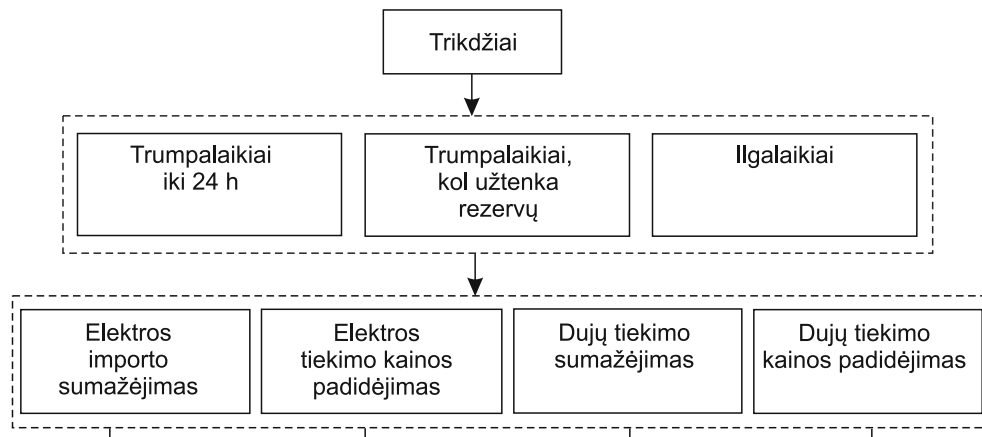 Trikdžiai
Trumpalaikiai
iki 24 h
Trumpalaikiai,
kol užtenka
rezervų
Ilgalaikiai
Elektros
importo
sumažėjimas
Elektros
tiekimo kainos
padidėjimas
Dujų tiekimo
sumažėjimas
Dujų tiekimo
kainos padidėjimas